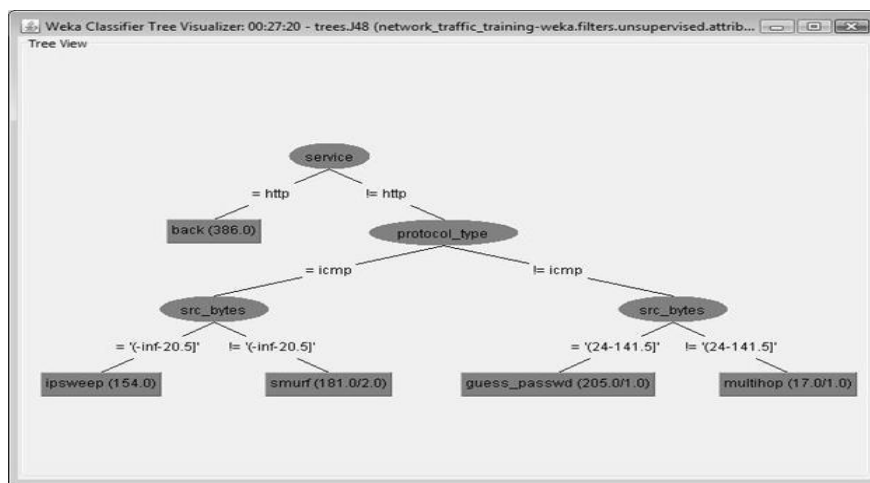 Weka Classifier Tree Visualizer: 00:27:20 - trees.J48 (network_traffic_training-weka.filters.unsupervised.attrib...
Tree View
service
= http
!= http
back (386.0)
protocol_type
= icmp
!= icmp
src_bytes
src_bytes
= '(-inf-20.5]'
!= '(-inf-20.5]'
= '(24-141.5]'
!= '(24-141.5]'
ipsweep (154.0)
smurf (181.0/2.0)
guess_passwd (205.0/1.0)
multihop (17.0/1.0)